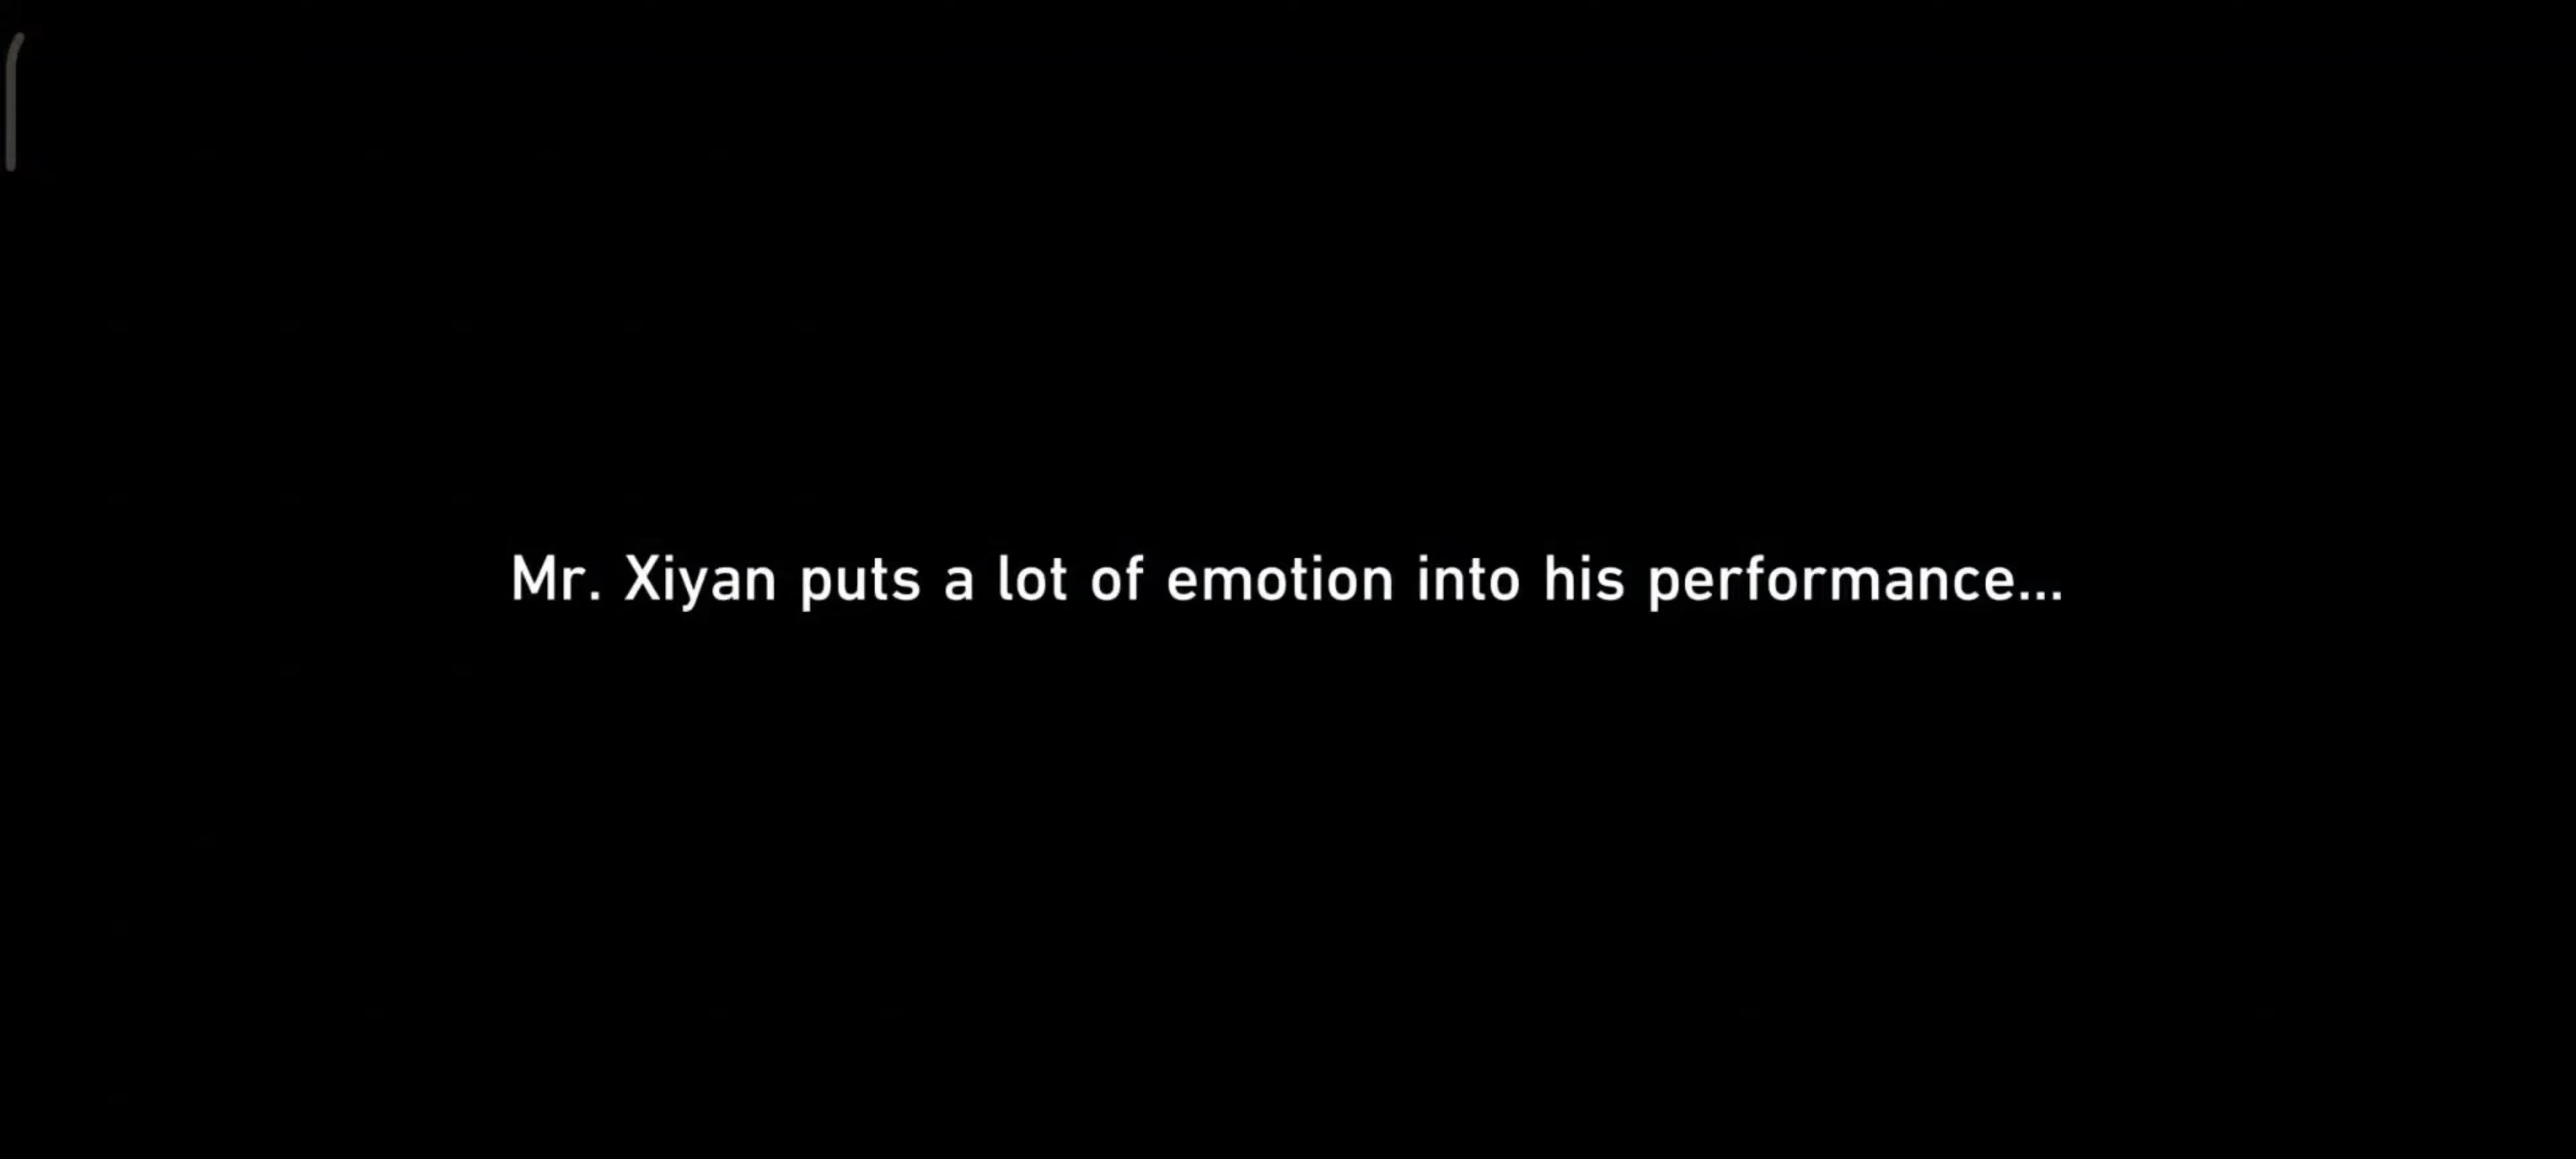 Mr. Xiyan puts a lot of emotion into his performance...